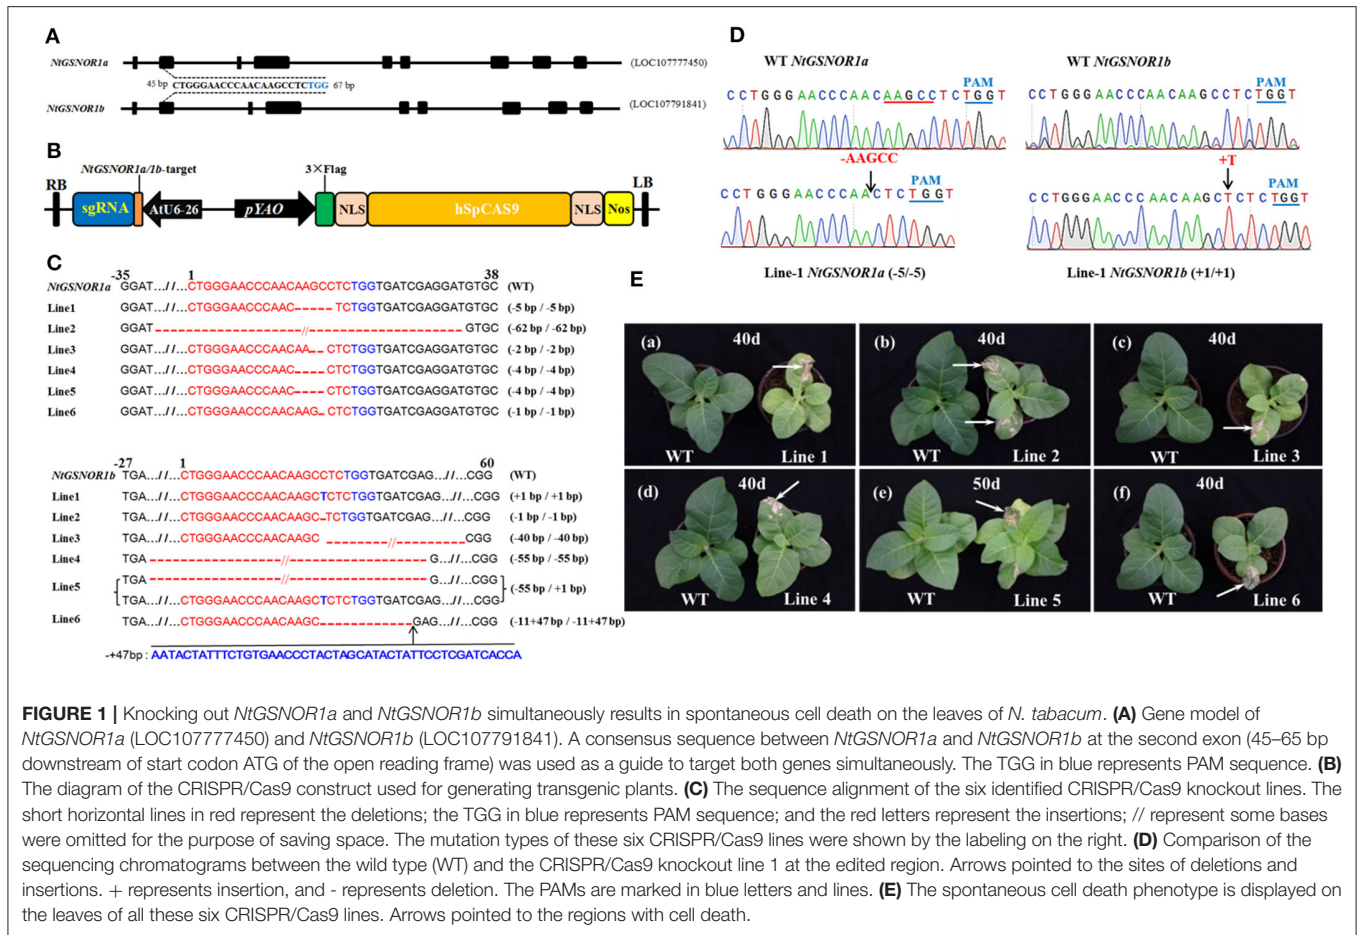 A
NtGSNOR1a
(LOC107777450)
45 bp CTGGGAACCCAACAAGCCTCTGG 67 bp
NtGSNOR1b
(LOC107791841)
B
NtGSNOR1a/1b-target
3×Flag
RB
LB
sgRNA
AtU6-26
pYAO
NLS
hSpCAS9
NLS
Nos
C
-35
1
38
NtGSNOR1a GGAT...//...CTGGGAACCCAACAAGCCTCTGGTGATCGAGGATGTGC (WT)
Line1 GGAT...//...CTGGGAACCCAACAAC-----TCTGGTGATCGAGGATGTGC (-5 bp / -5 bp)
Line2 GGAT-----//-----GTGC (-62 bp / -62 bp)
Line3 GGAT...//...CTGGGAACCCAACAA--CTCTGGTGATCGAGGATGTGC (-2 bp / -2 bp)
Line4 GGAT...//...CTGGGAACCCAACAAC----CTCTGGTGATCGAGGATGTGC (-4 bp / -4 bp)
Line5 GGAT...//...CTGGGAACCCAACAAC----CTCTGGTGATCGAGGATGTGC (-4 bp / -4 bp)
Line6 GGAT...//...CTGGGAACCCAACAAG-CTCTGGTGATCGAGGATGTGC (-1 bp / -1 bp)
-27
1
60
NtGSNOR1b TGA...//...CTGGGAACCCAACAAGCCTCTGGTGATCGAG...//...CGG (WT)
Line1 TGA...//...CTGGGAACCCAACAAGCTCTCTGGTGATCGAG...//...CGG (+1 bp / +1 bp)
Line2 TGA...//...CTGGGAACCCAACAAGC-TCTGGTGATCGAG...//...CGG (-1 bp / -1 bp)
Line3 TGA...//...CTGGGAACCCAACAAGC -----//-----CGG (-40 bp / -40 bp)
Line4 TGA-----//-----G...//...CGG (-55 bp / -55 bp)
Line5 TGA-----//-----G...//...CGG (-55 bp / +1 bp)
TGA...//...CTGGGAACCCAACAAGCTCTCTGGTGATCGAG...//...CGG
Line6 TGA...//...CTGGGAACCCAACAAGC-----------GAG...//...CGG (-11+47 bp / -11+47 bp)
-+47bp : AATACTATTTCTGTGAACCCTACTAGCATACTATTCCTCGATCACCA
D
WT NtGSNOR1a
WT NtGSNOR1b
PAM
PAM
CCTGGGAACCCAACAAGCCTCTGGT
CCTGGGAACCCAACAAGCCTCTGGT
-AAGCC
+T
PAM
PAM
CCTGGGAACCCAACTCTGGT
CCTGGGAACCCAACAAGCTCTCTGGT
Line-1 NtGSNOR1a (-5/-5)
Line-1 NtGSNOR1b (+1/+1)
E
(a) 40d WT Line 1
(b) 40d WT Line 2
(c) 40d WT Line 3
(d) 40d WT Line 4
(e) 50d WT Line 5
(f) 40d WT Line 6
FIGURE 1 | Knocking out NtGSNOR1a and NtGSNOR1b simultaneously results in spontaneous cell death on the leaves of N. tabacum. (A) Gene model of
NtGSNOR1a (LOC107777450) and NtGSNOR1b (LOC107791841). A consensus sequence between NtGSNOR1a and NtGSNOR1b at the second exon (45–65 bp
downstream of start codon ATG of the open reading frame) was used as a guide to target both genes simultaneously. The TGG in blue represents PAM sequence. (B)
The diagram of the CRISPR/Cas9 construct used for generating transgenic plants. (C) The sequence alignment of the six identified CRISPR/Cas9 knockout lines. The
short horizontal lines in red represent the deletions; the TGG in blue represents PAM sequence; and the red letters represent the insertions; // represent some bases
were omitted for the purpose of saving space. The mutation types of these six CRISPR/Cas9 lines were shown by the labeling on the right. (D) Comparison of the
sequencing chromatograms between the wild type (WT) and the CRISPR/Cas9 knockout line 1 at the edited region. Arrows pointed to the sites of deletions and
insertions. + represents insertion, and - represents deletion. The PAMs are marked in blue letters and lines. (E) The spontaneous cell death phenotype is displayed on
the leaves of all these six CRISPR/Cas9 lines. Arrows pointed to the regions with cell death.